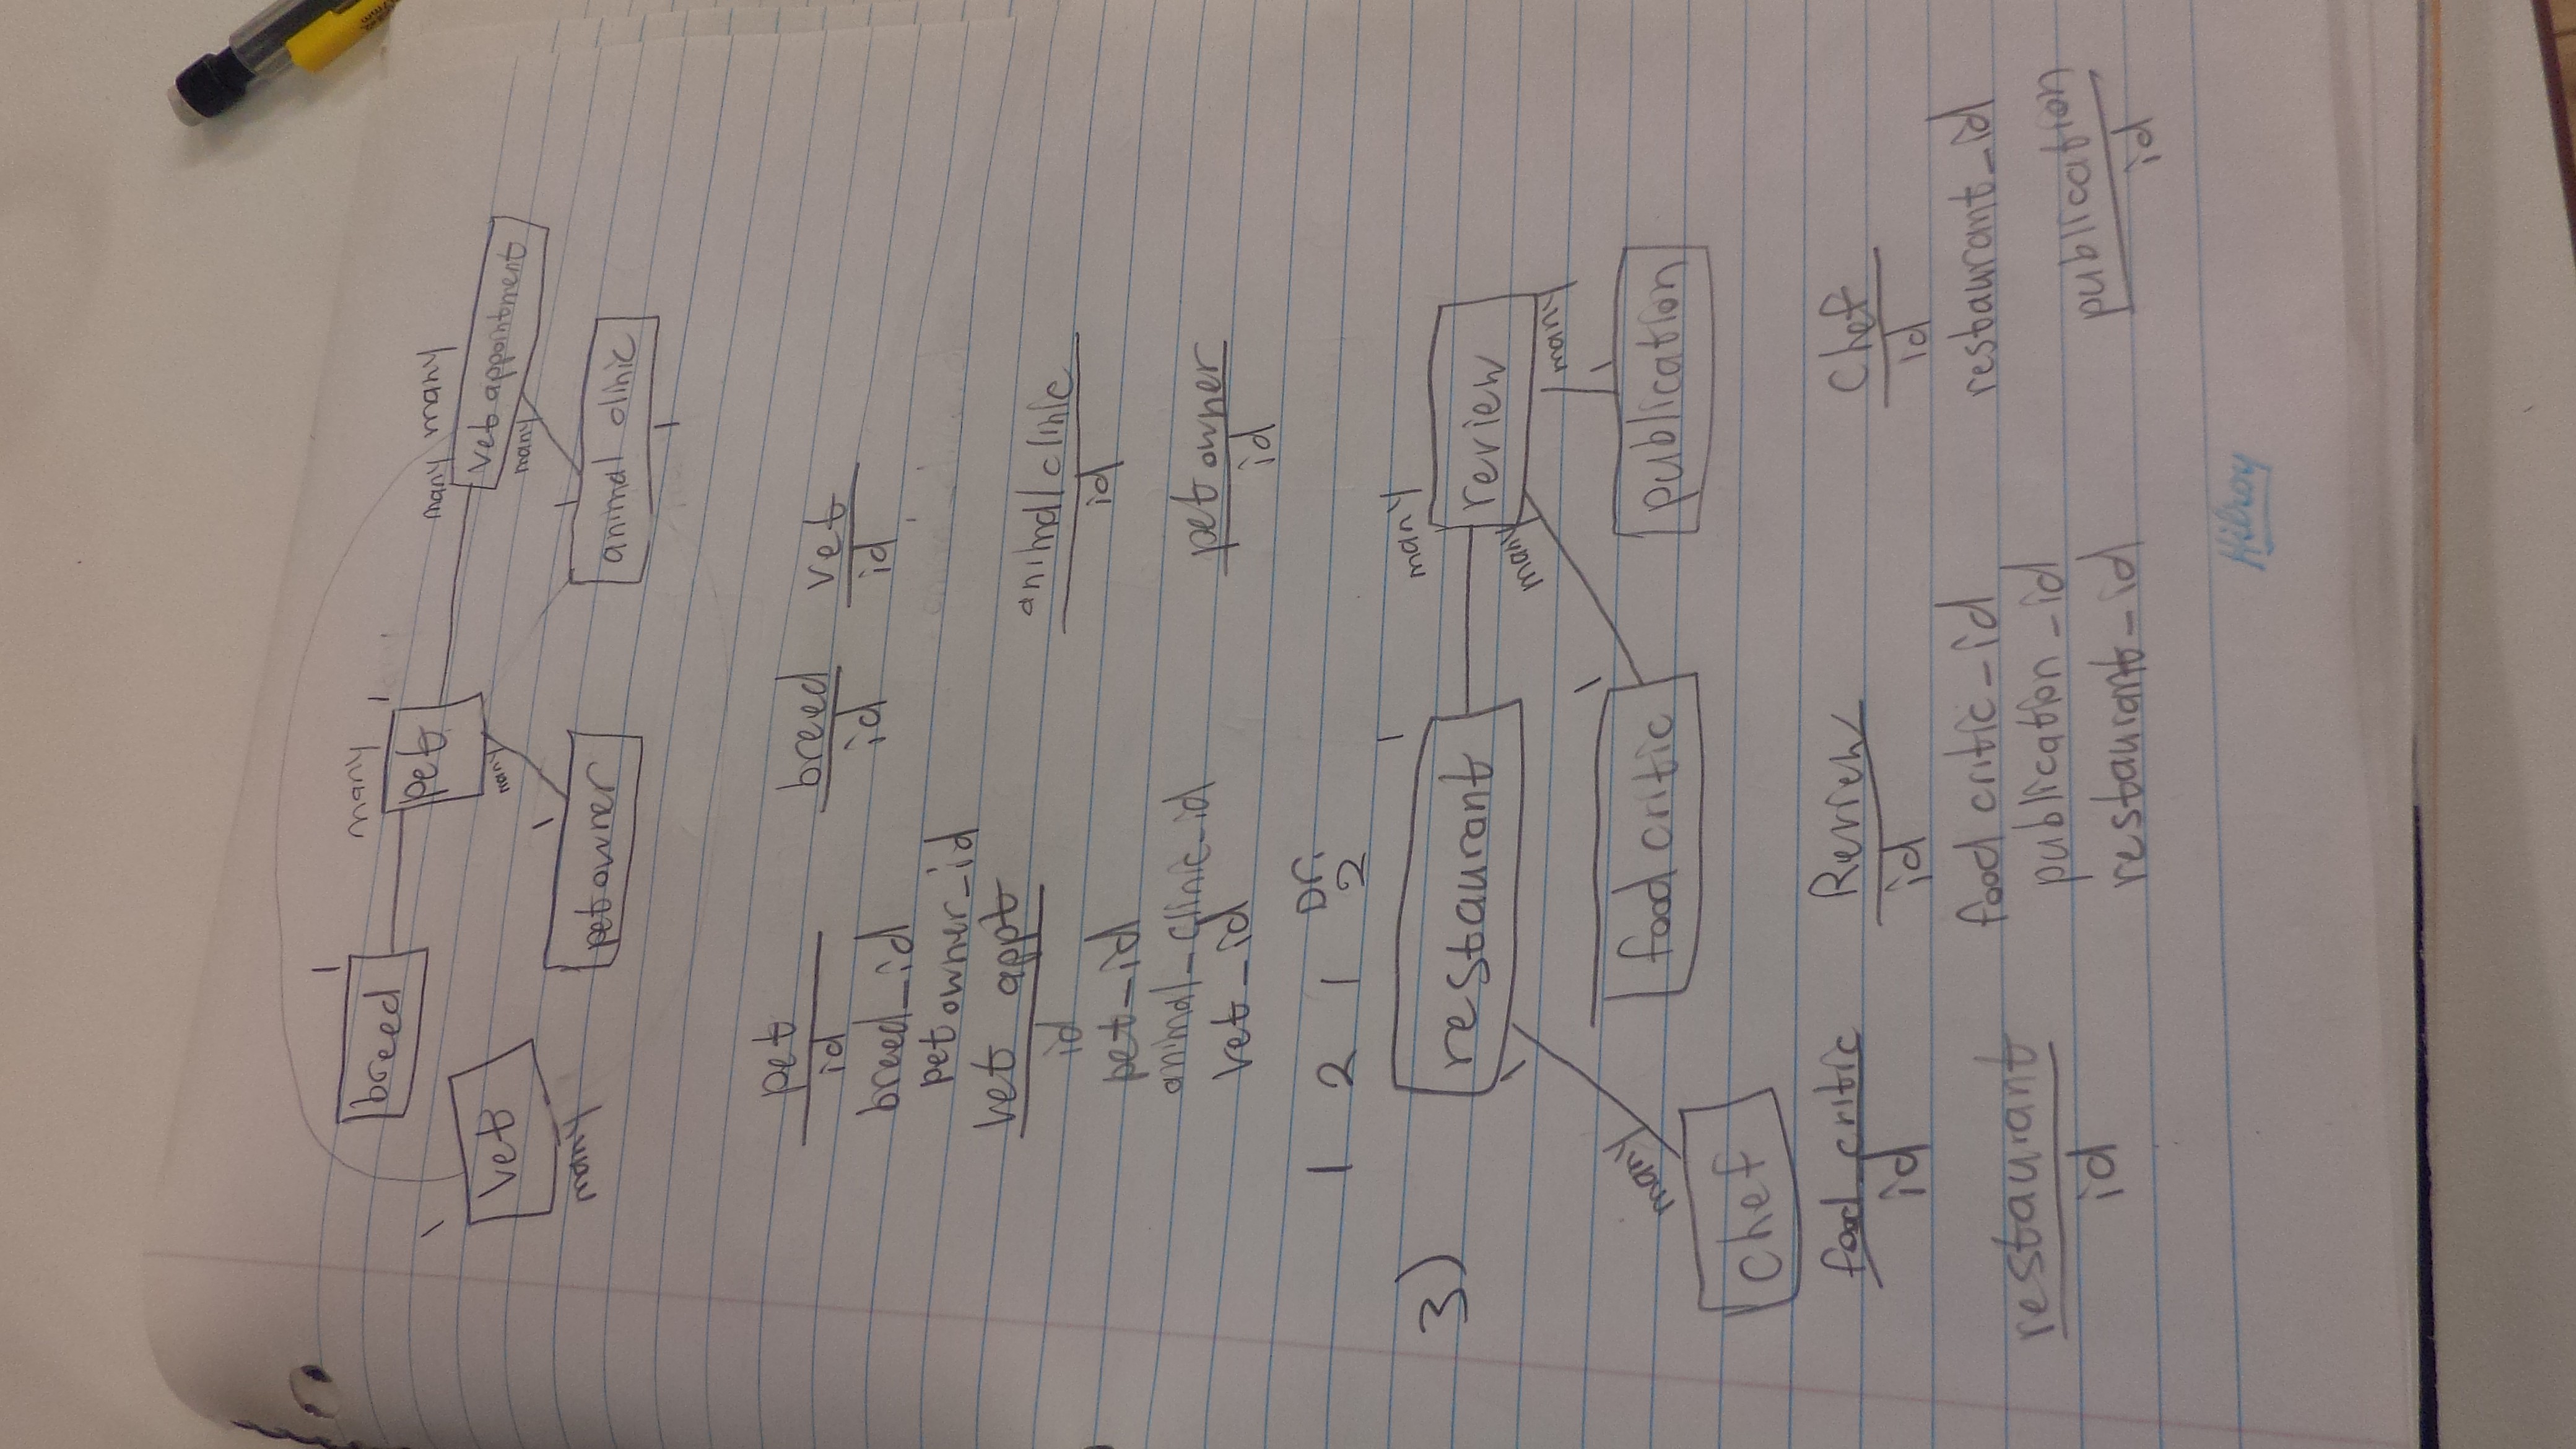 many many
many
breed 1
many
pet 1
vet appointment
many
many
1 vet
many
1
pet owner
1
animal clinic
1
pet
id
breed_id
pet owner_id
breed
id
vet
id
vet appt
id
pet_id
animal_clinic_id
vet_id
animal clinic
id
pet owner
id
1 2 1 Dr.
2
3)
restaurant
1
many
review
many
many
1
many
1
food critic
1
publication
Chef
food critic
id
Review
id
food critic_id
publication_id
restaurant_id
Chef
id
restaurant_id
restaurant
id
publication
id
Hilroy